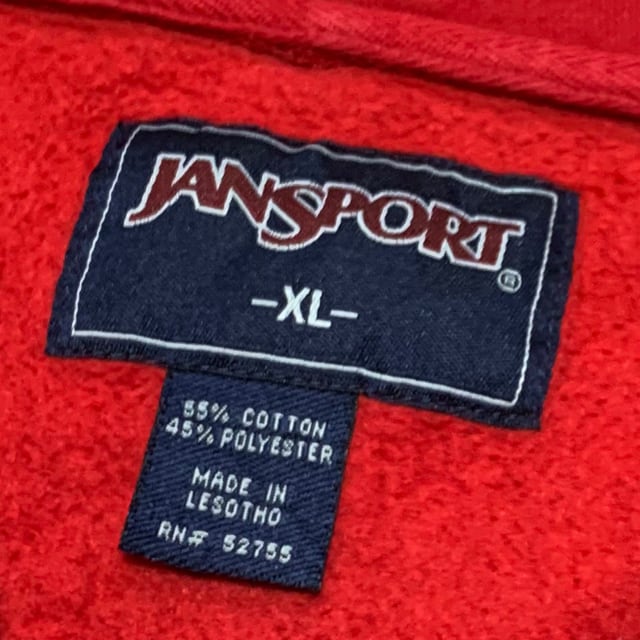 JANSPORT®
-XL-
55% COTTON
45% POLYESTER
MADE IN
LESOTHO
RN# 52755